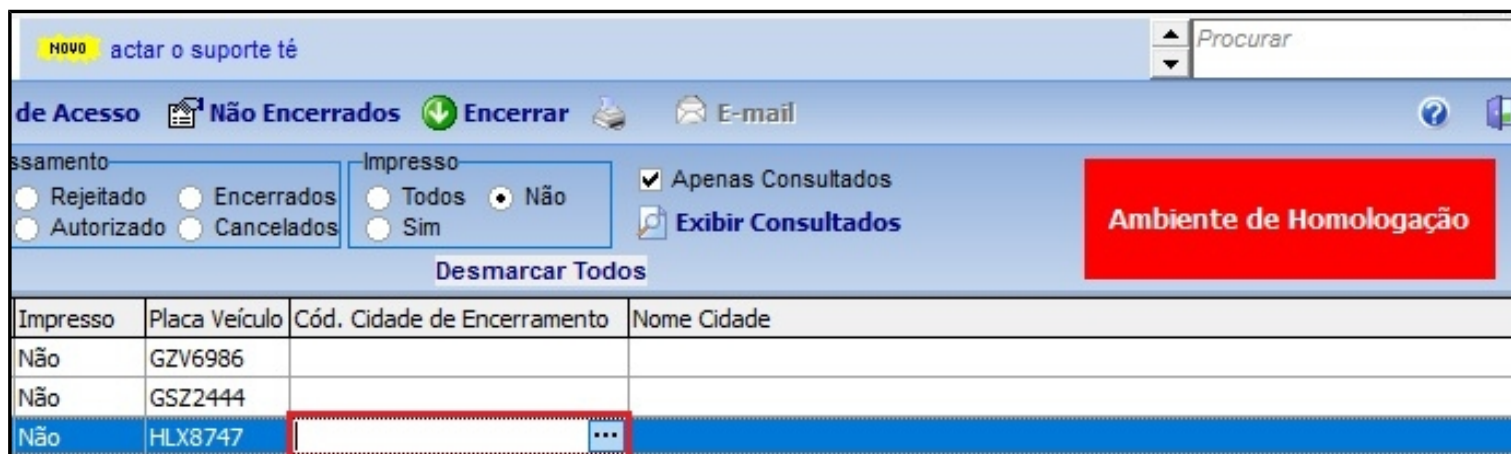 NOVO actar o suporte té
Procurar
de Acesso Não Encerrados Encerrar E-mail
ssamento Impresso
Rejeitado Encerrados Todos Não Apenas Consultados
Autorizado Cancelados Sim Exibir Consultados
Ambiente de Homologação
Desmarcar Todos
Impresso Placa Veículo Cód. Cidade de Encerramento Nome Cidade
Não GZV6986
Não GSZ2444
Não HLX8747 ...